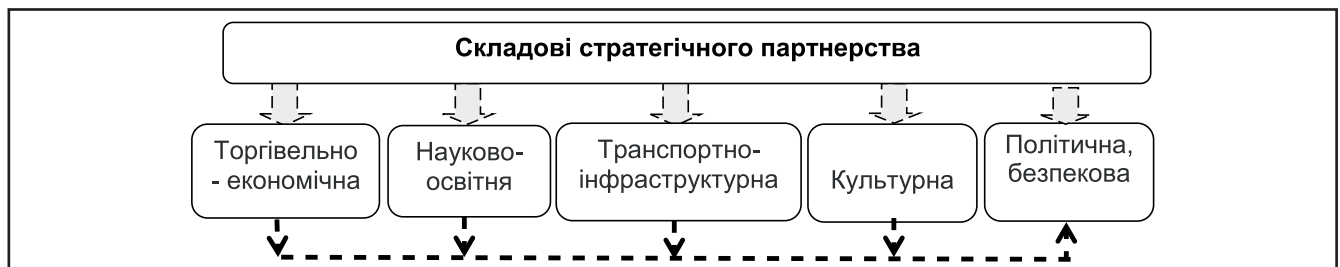 Складові стратегічного партнерства
Торгівельно
- економічна
Науково-
освітня
Транспортно-
інфраструктурна
Культурна
Політична,
безпекова